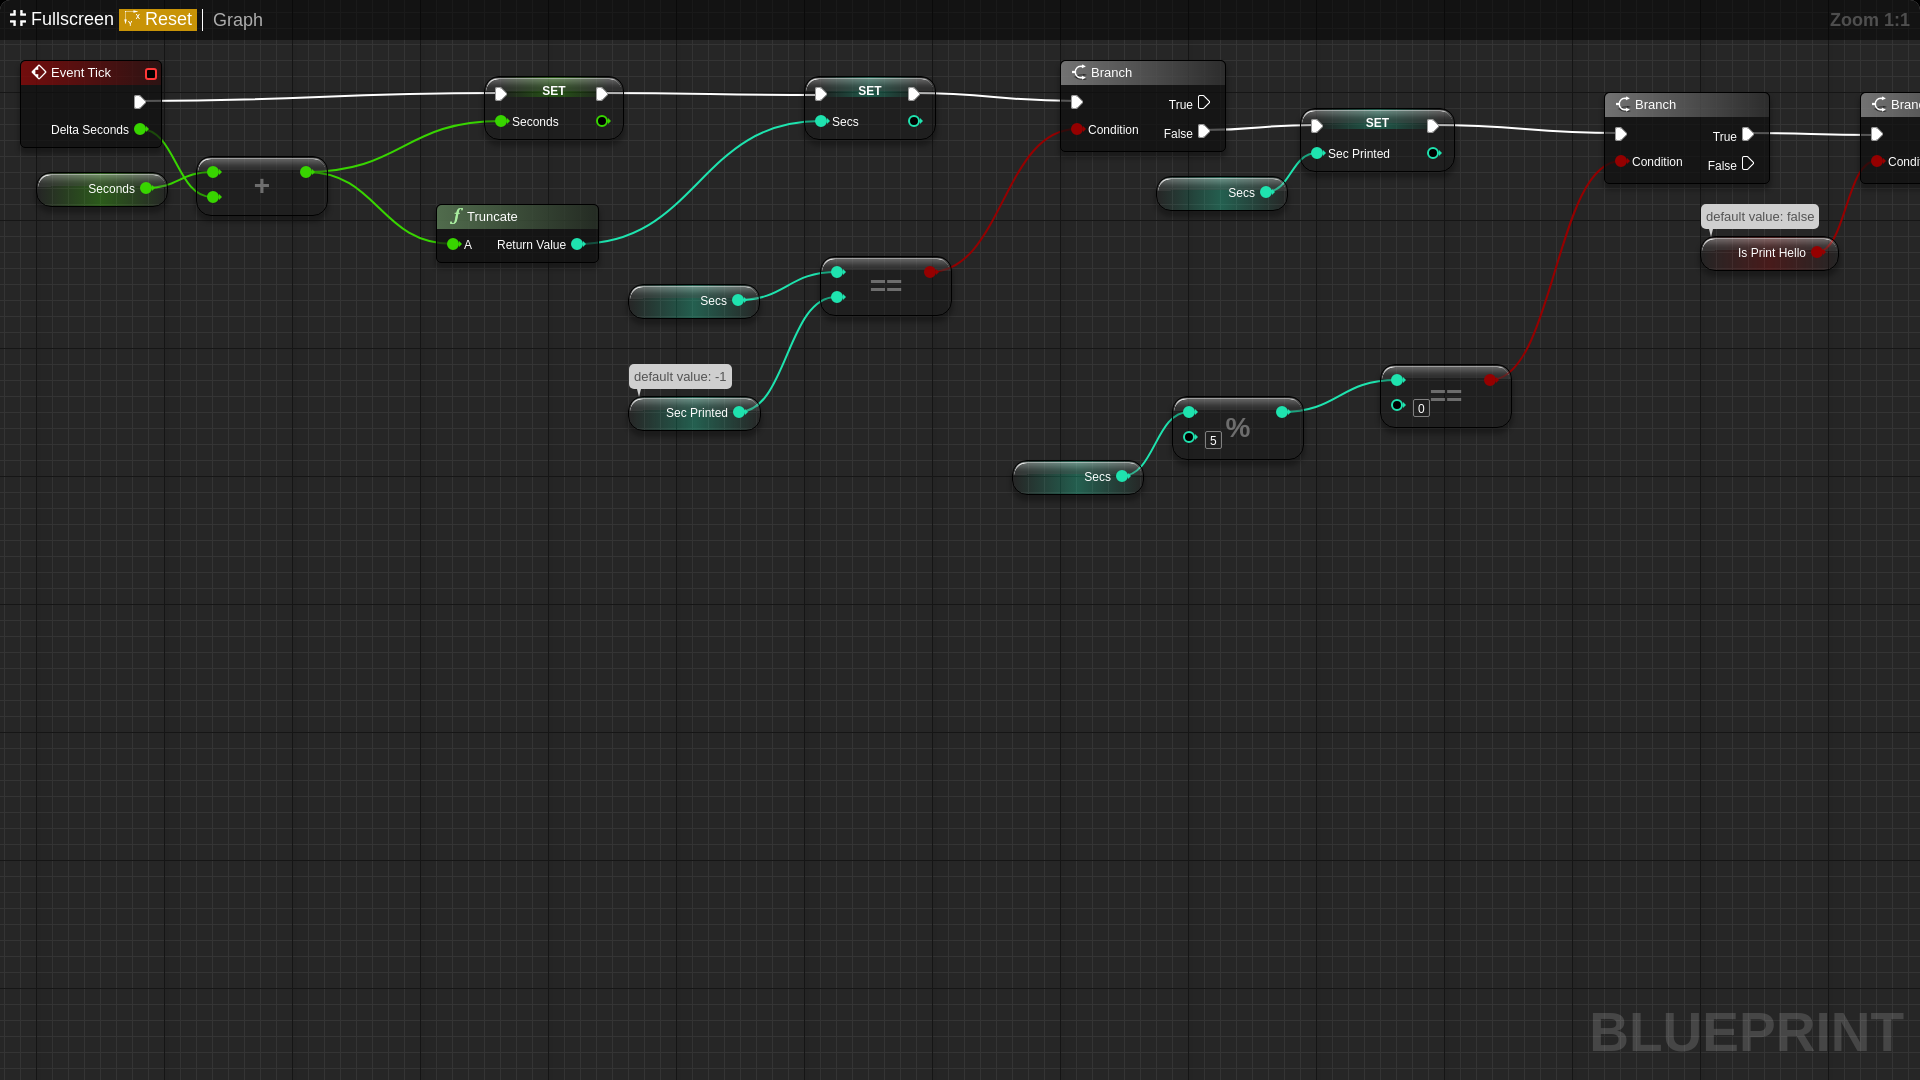 Fullscreen Reset Graph Zoom 1:1
Event Tick
Delta Seconds
Seconds
+
SET
Seconds
SET
Secs
f Truncate
A Return Value
Secs
==
default value: -1
Sec Printed
Branch
True
Condition
False
Secs
SET
Sec Printed
Secs
%
5
==
0
Branch
True
Condition
False
default value: false
Is Print Hello
Bran
Condi
BLUEPRINT